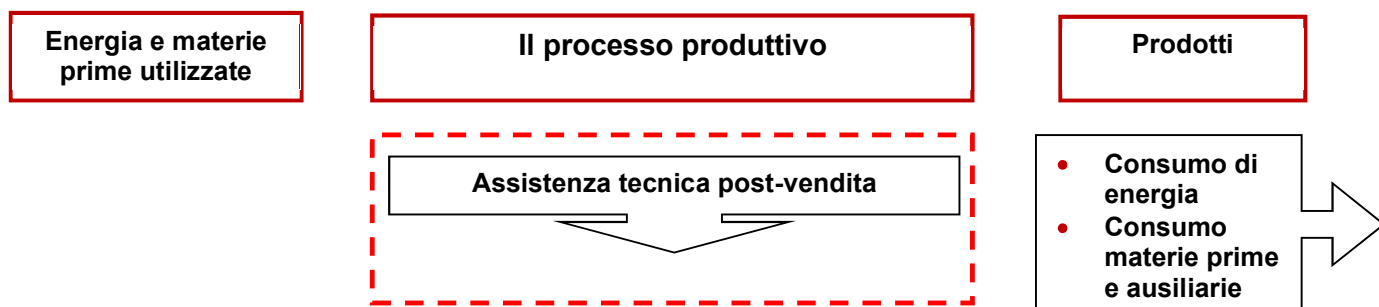 Energia e materie
prime utilizzate
Il processo produttivo
Prodotti
Assistenza tecnica post-vendita
• Consumo di
energia
• Consumo
materie prime
e ausiliarie